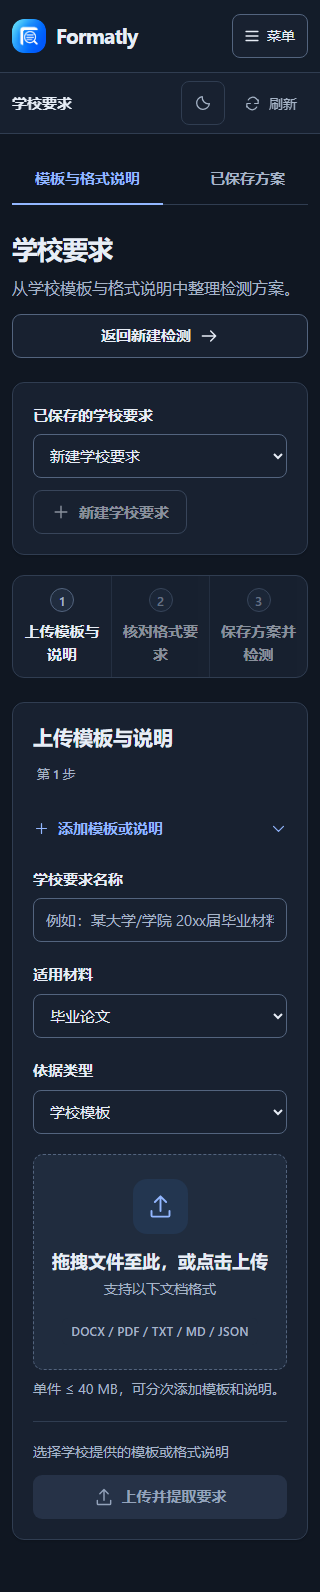 Formatly
菜单
学校要求
刷新
模板与格式说明
已保存方案
学校要求
从学校模板与格式说明中整理检测方案。
返回新建检测
已保存的学校要求
新建学校要求
新建学校要求
1
上传模板与
说明
2
核对格式要
求
3
保存方案并
检测
上传模板与说明
第 1 步
添加模板或说明
学校要求名称
例如：某大学/学院 20xx届毕业材料
适用材料
毕业论文
依据类型
学校模板
拖拽文件至此，或点击上传
支持以下文档格式
DOCX / PDF / TXT / MD / JSON
单件 ≤ 40 MB，可分次添加模板和说明。
选择学校提供的模板或格式说明
上传并提取要求